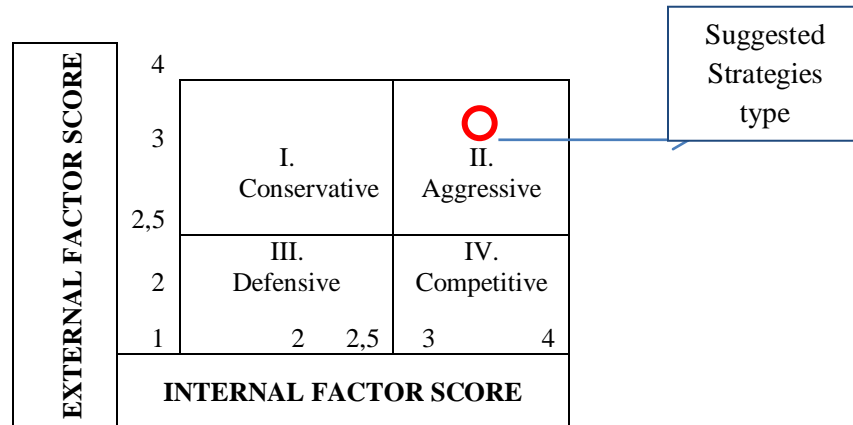 Suggested
Strategies
type
EXTERNAL FACTOR SCORE
4
3
2,5
2
1
I.
Conservative
II.
Aggressive
III.
Defensive
IV.
Competitive
2 2,5 3 4
INTERNAL FACTOR SCORE